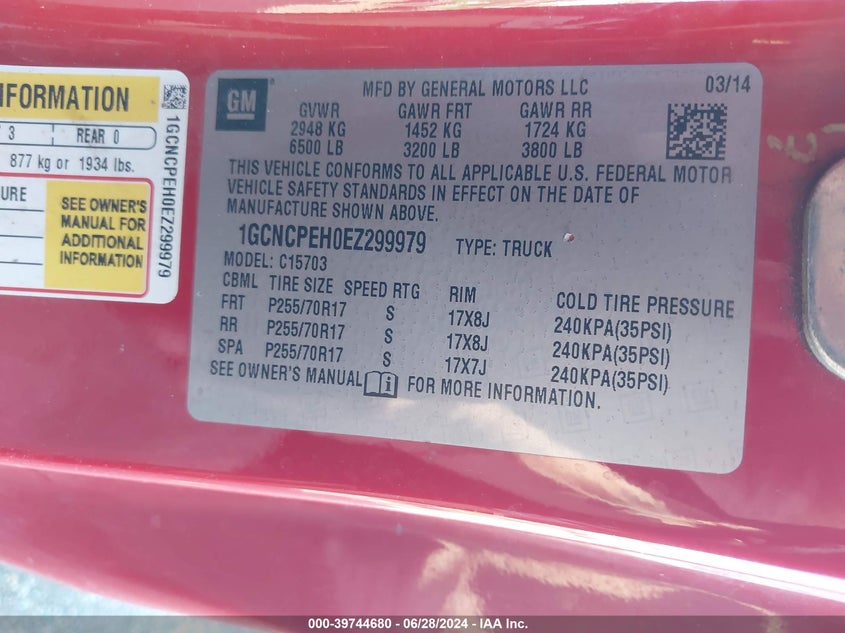 INFORMATION
3 REAR 0
877 kg or 1934 lbs.
SEE OWNER'S
MANUAL FOR
ADDITIONAL
INFORMATION
1GCNCPEH0EZ299979
GM
MFD BY GENERAL MOTORS LLC 03/14
GVWR GAWR FRT GAWR RR
2948 KG 1452 KG 1724 KG
6500 LB 3200 LB 3800 LB
THIS VEHICLE CONFORMS TO ALL APPLICABLE U.S. FEDERAL MOTOR
VEHICLE SAFETY STANDARDS IN EFFECT ON THE DATE OF
MANUFACTURE SHOWN ABOVE.
1GCNCPEH0EZ299979 TYPE: TRUCK
MODEL: C15703
CBML TIRE SIZE SPEED RTG RIM COLD TIRE PRESSURE
FRT P255/70R17 S 17X8J 240KPA(35PSI)
RR P255/70R17 S 17X8J 240KPA(35PSI)
SPA P255/70R17 S 17X7J 240KPA(35PSI)
SEE OWNER'S MANUAL FOR MORE INFORMATION.
000-39744680 - 06/28/2024 - IAA Inc.